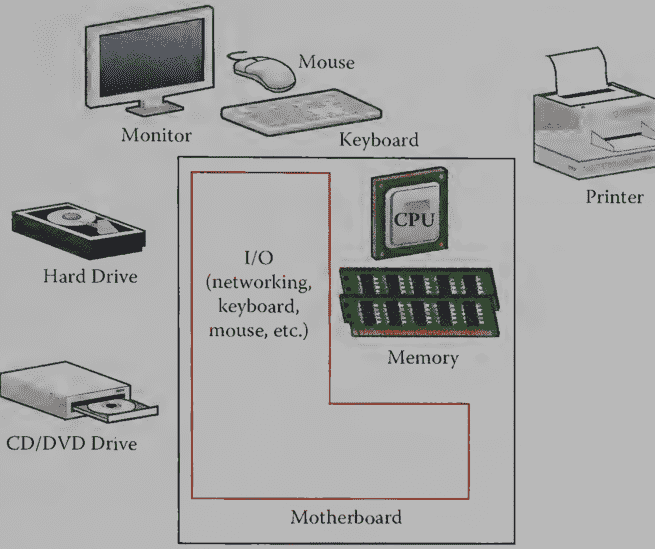 Mouse
Monitor
Keyboard
Printer
CPU
Hard Drive
I/O
(networking,
keyboard,
mouse, etc.)
Memory
CD/DVD Drive
Motherboard